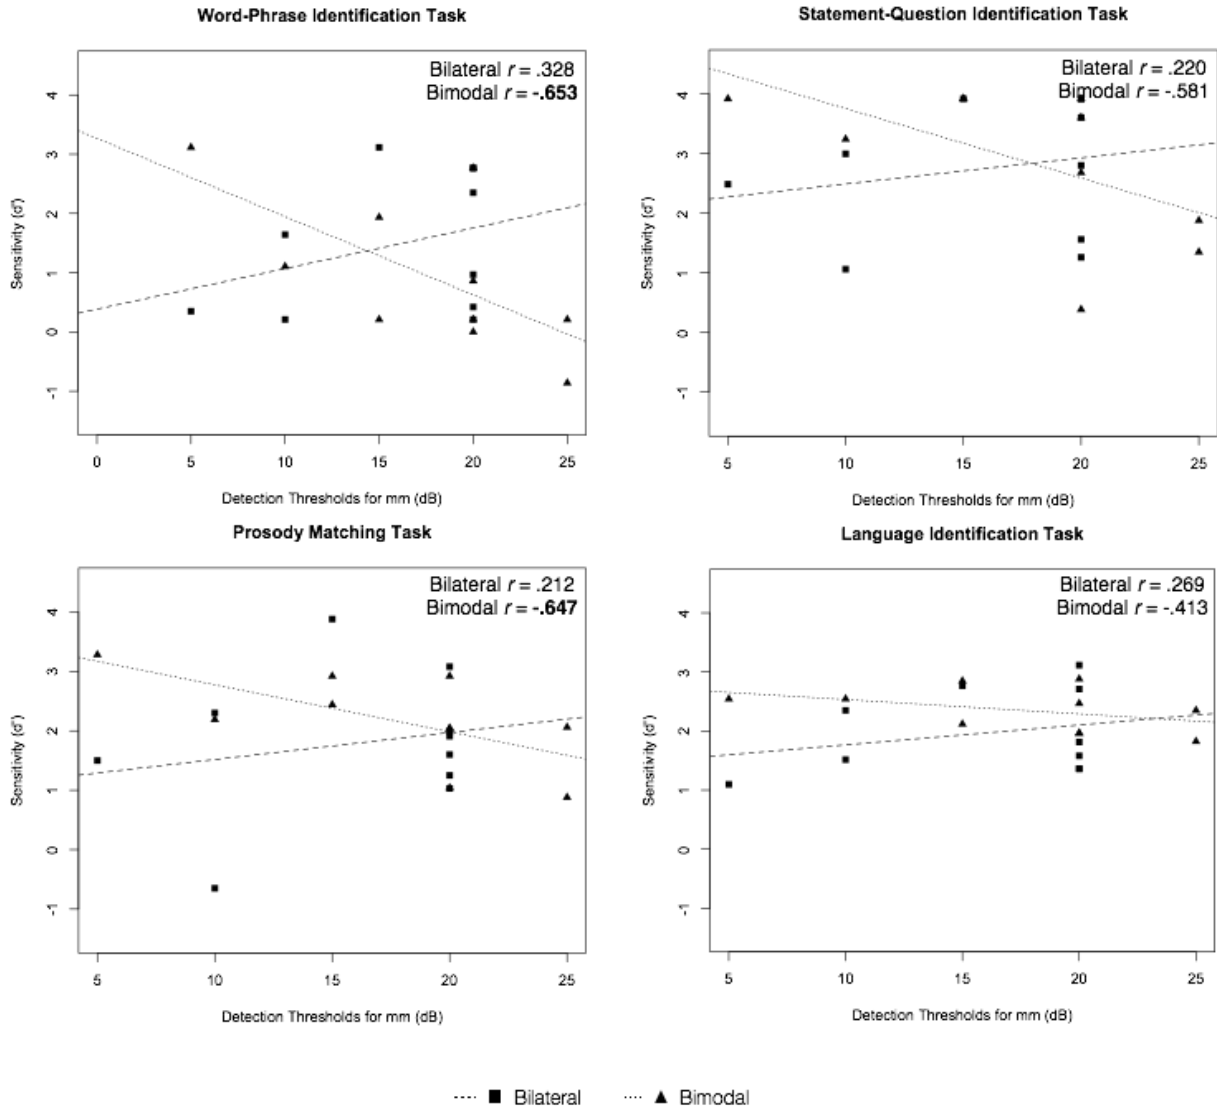 Word-Phrase Identification Task
Bilateral r = .328
Bimodal r = -.653
Sensitivity (d')
4
3
2
1
0
-1
0 5 10 15 20 25
Detection Thresholds for mm (dB)
Statement-Question Identification Task
Bilateral r = .220
Bimodal r = -.581
Sensitivity (d')
4
3
2
1
0
-1
5 10 15 20 25
Detection Thresholds for mm (dB)
Prosody Matching Task
Bilateral r = .212
Bimodal r = -.647
Sensitivity (d')
4
3
2
1
0
-1
5 10 15 20 25
Detection Thresholds for mm (dB)
Language Identification Task
Bilateral r = .269
Bimodal r = -.413
Sensitivity (d')
4
3
2
1
0
-1
5 10 15 20 25
Detection Thresholds for mm (dB)
Bilateral Bimodal